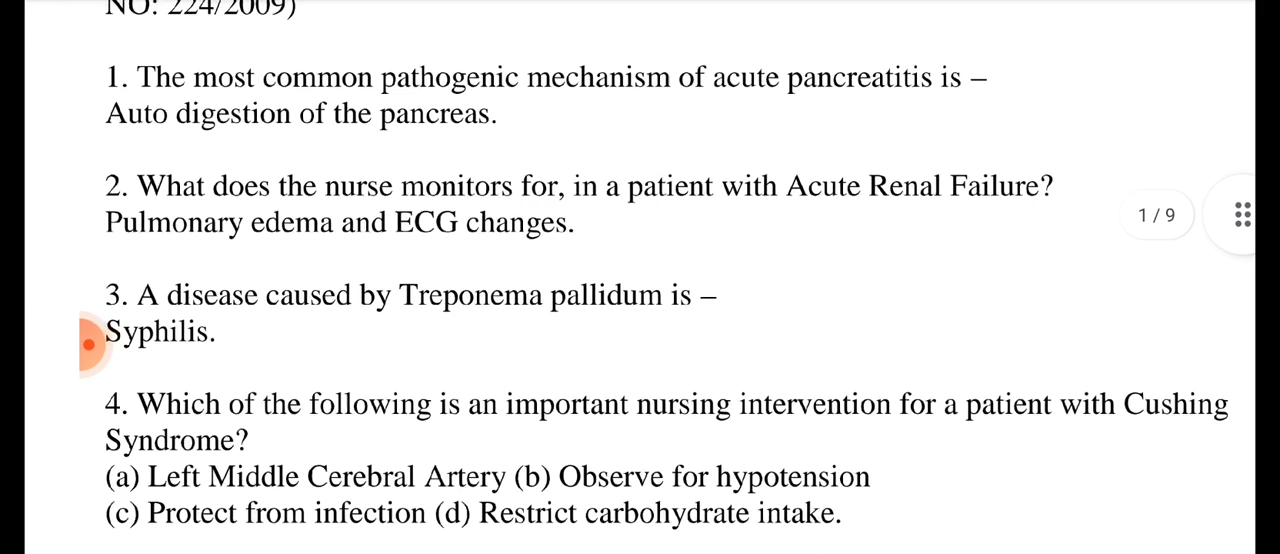 NO: 224/2009)
1. The most common pathogenic mechanism of acute pancreatitis is –
Auto digestion of the pancreas.
2. What does the nurse monitors for, in a patient with Acute Renal Failure?
Pulmonary edema and ECG changes.
1 / 9
3. A disease caused by Treponema pallidum is –
Syphilis.
4. Which of the following is an important nursing intervention for a patient with Cushing
Syndrome?
(a) Left Middle Cerebral Artery (b) Observe for hypotension
(c) Protect from infection (d) Restrict carbohydrate intake.